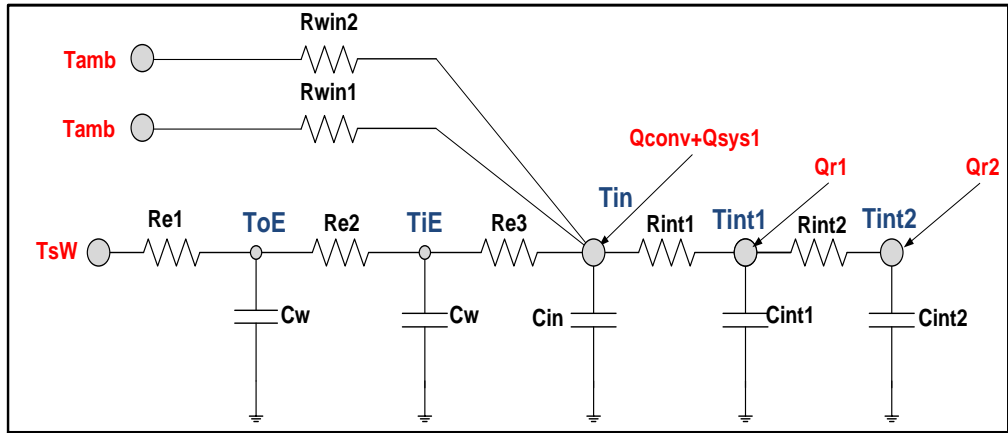 Rwin2
Tamb
Rwin1
Tamb
Qconv+Qsys1
Qr1
Qr2
Tin
Re1
ToE
Re2
TiE
Re3
Rint1
Tint1
Rint2
Tint2
TsW
Cw
Cw
Cin
Cint1
Cint2